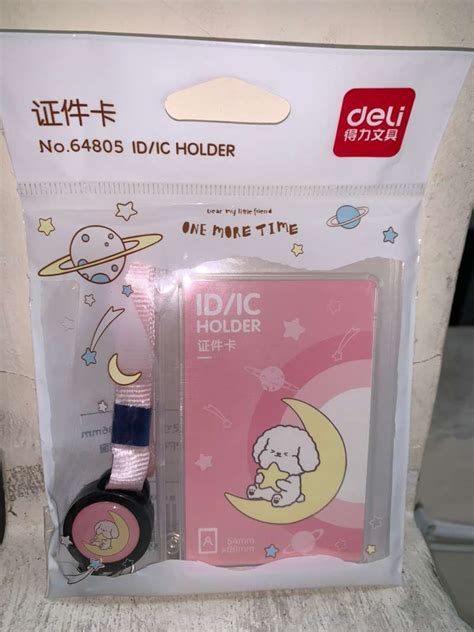 证件卡
No.64805 ID/IC HOLDER
deli
得力文具
Dear my little friend
ONE MORE TIME
ID/IC
HOLDER
证件卡
54mm